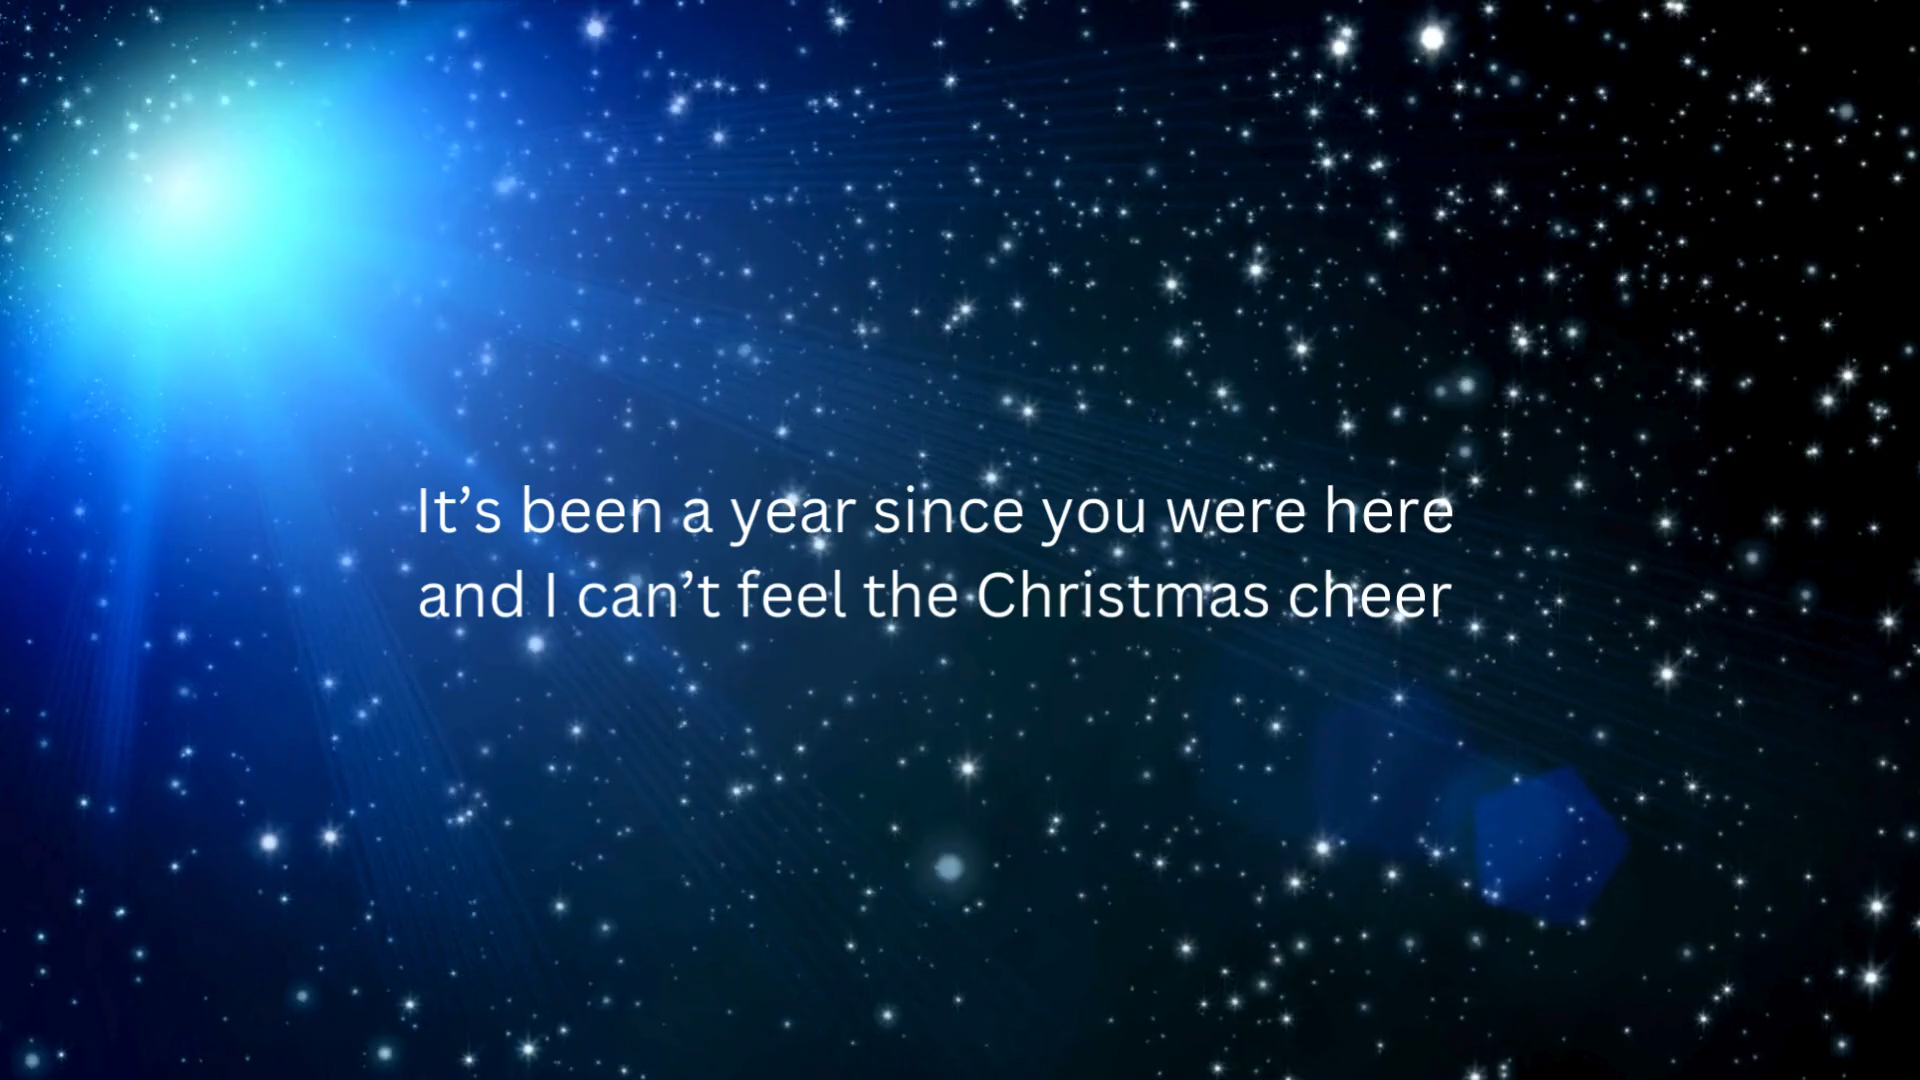 It’s been a year since you were here
and I can’t feel the Christmas cheer